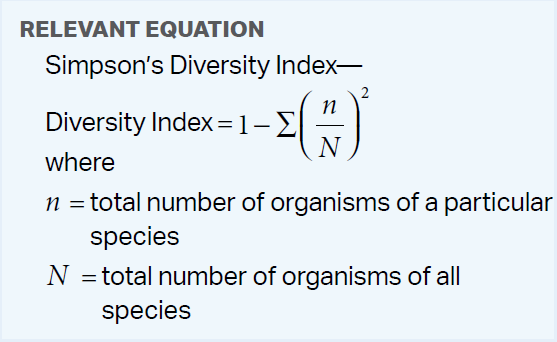 RELEVANT EQUATION
Simpson's Diversity Index—
Diversity Index = 1 − Σ(n/N)²
where
n = total number of organisms of a particular
species
N = total number of organisms of all
species